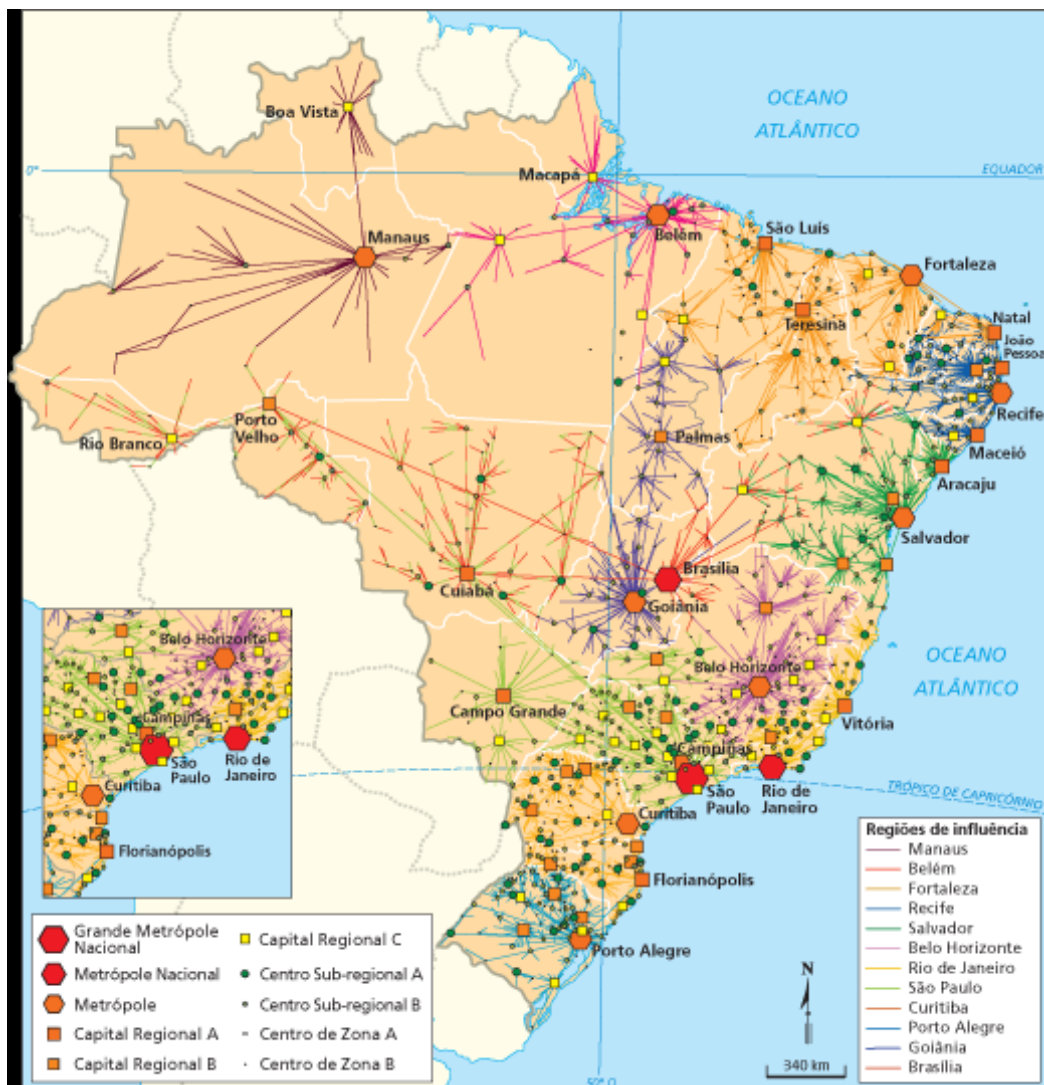 OCEANO
ATLÂNTICO
Boa Vista
0°
EQUADOR
Macapá
Manaus
Belém
São Luís
Fortaleza
Teresina
Natal
João
Pessoa
Recife
Rio Branco
Porto
Velho
Palmas
Maceió
Aracaju
Salvador
Brasília
Cuiabá
Goiânia
Belo Horizonte
OCEANO
ATLÂNTICO
Campo Grande
Vitória
Campinas
São
Paulo
Rio de
Janeiro
TRÓPICO DE CAPRICÓRNIO
Curitiba
Florianópolis
Porto Alegre
Belo Horizonte
Campinas
São
Paulo
Rio de
Janeiro
Curitiba
Florianópolis
Grande Metrópole
Nacional
Metrópole Nacional
Metrópole
Capital Regional A
Capital Regional B
Capital Regional C
Centro Sub-regional A
Centro Sub-regional B
Centro de Zona A
Centro de Zona B
Regiões de influência
Manaus
Belém
Fortaleza
Recife
Salvador
Belo Horizonte
Rio de Janeiro
São Paulo
Curitiba
Porto Alegre
Goiânia
Brasília
N
340 km
50° O